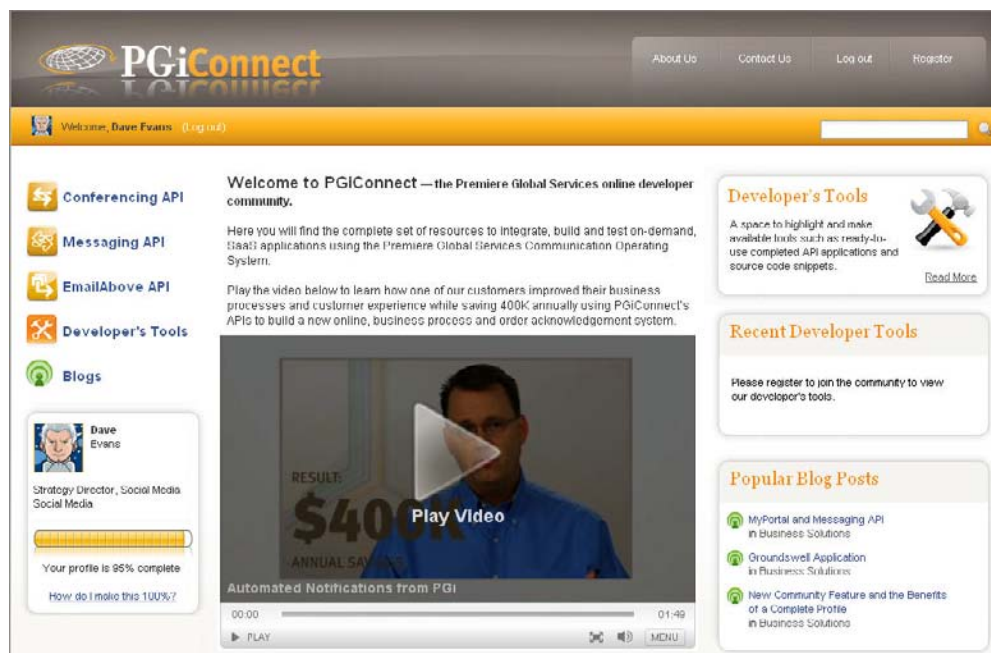 PGiConnect
About Us
Contact Us
Log out
Register
Welcome, Dave Evans (Log out)
Conferencing API
Messaging API
EmailAbove API
Developer's Tools
Blogs
Dave
Evans
Strategy Director, Social Media
Social Media
Your profile is 95% complete
How do I make this 100%?
Welcome to PGiConnect — the Premiere Global Services online developer
community.
Here you will find the complete set of resources to integrate, build and test on-demand,
SaaS applications using the Premiere Global Services Communication Operating
System.
Play the video below to learn how one of our customers improved their business
processes and customer experience while saving 400K annually using PGiConnect's
APIs to build a new online, business process and order acknowledgement system.
RESULT:
$400K
ANNUAL SAVINGS
Play Video
Automated Notifications from PGi
00:00
01:49
PLAY
MENU
Developer's Tools
A space to highlight and make
available tools such as ready-to-
use completed API applications and
source code snippets.
Read More
Recent Developer Tools
Please register to join the community to view
our developer's tools.
Popular Blog Posts
MyPortal and Messaging API
in Business Solutions
Groundswell Application
in Business Solutions
New Community Feature and the Benefits
of a Complete Profile
in Business Solutions